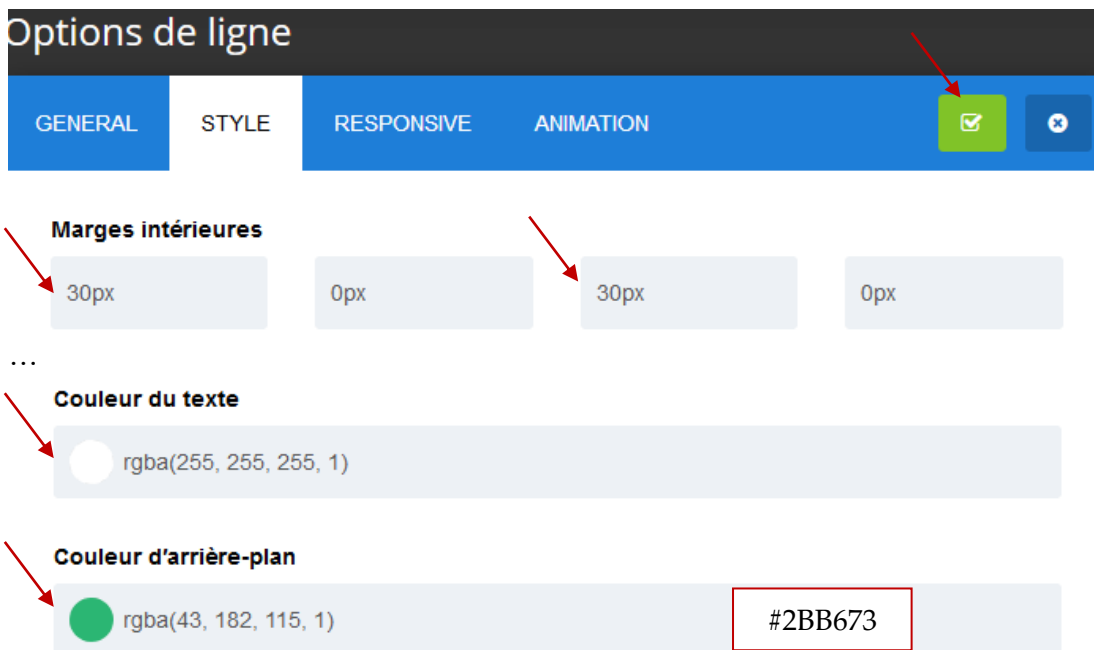 Options de ligne
GENERAL STYLE RESPONSIVE ANIMATION
Marges intérieures
30px 0px 30px 0px
…
Couleur du texte
rgba(255, 255, 255, 1)
Couleur d'arrière-plan
rgba(43, 182, 115, 1) #2BB673